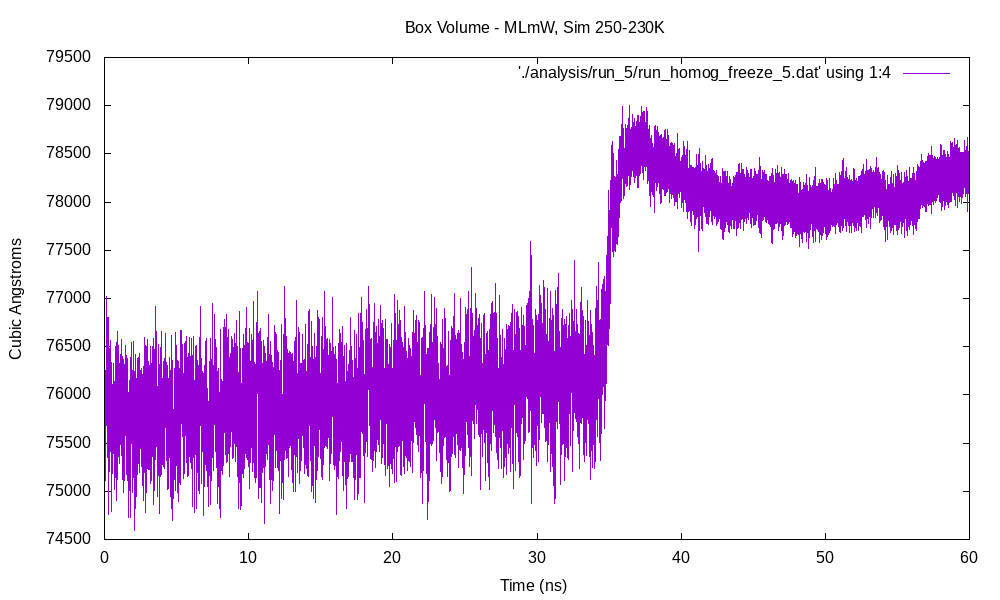 Box Volume - MLmW, Sim 250-230K
'./analysis/run_5/run_homog_freeze_5.dat' using 1:4
79500
79000
78500
78000
77500
77000
76500
76000
75500
75000
74500
Cubic Angstroms
0 10 20 30 40 50 60
Time (ns)